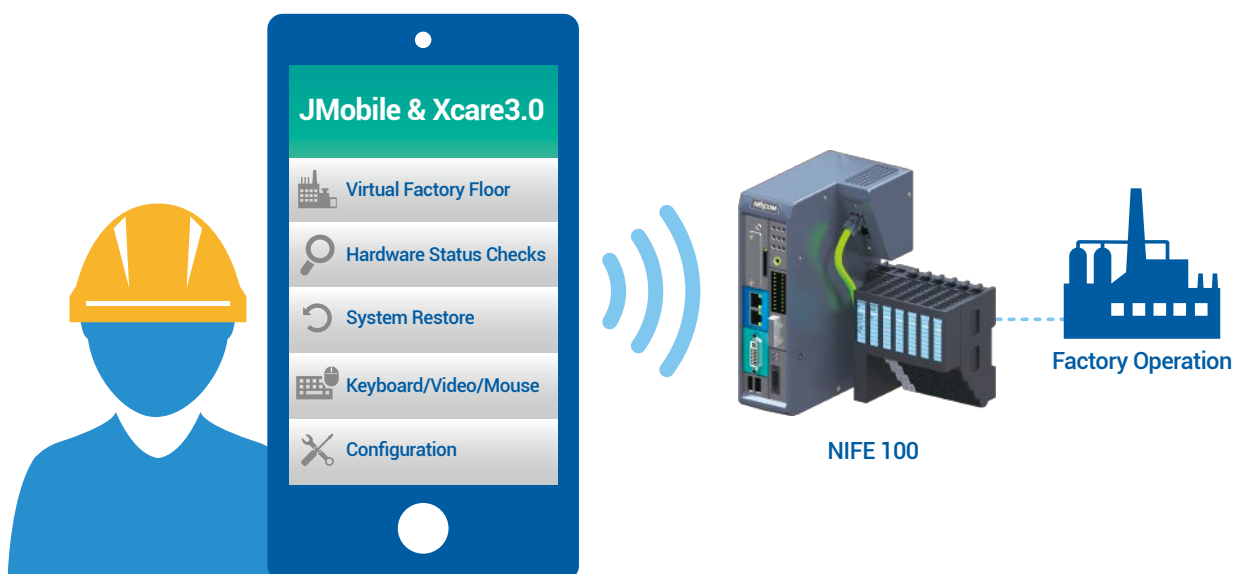 JMobile & Xcare3.0
Virtual Factory Floor
Hardware Status Checks
System Restore
Keyboard/Video/Mouse
Configuration
NEXCOM
NIFE 100
Factory Operation